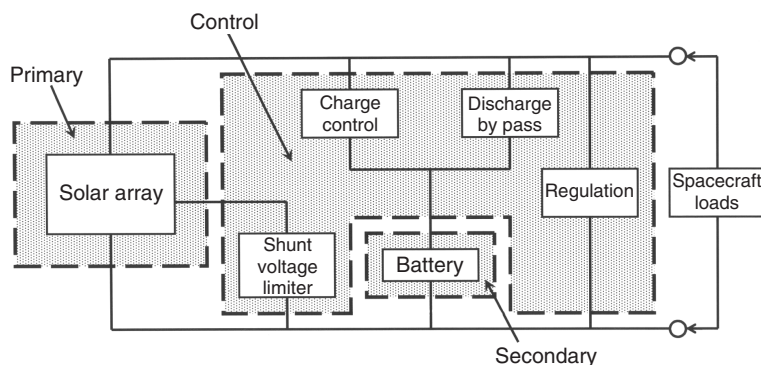 Control
Primary
Charge
control
Discharge
by pass
Solar array
Regulation
Spacecraft
loads
Shunt
voltage
limiter
Battery
Secondary